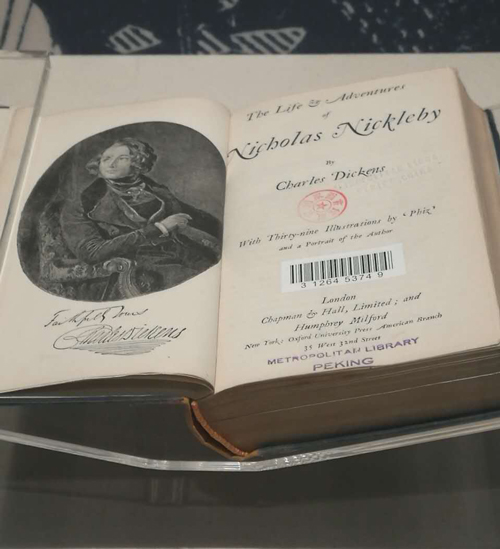 Faithfully Yours
Charles Dickens
The Life & Adventures
of
Nicholas Nickleby
By
Charles Dickens
With Thirty-nine Illustrations by 'Phiz'
and a Portrait of the Author
3 1264 5374 9
London
Chapman & Hall, Limited; and
Humphrey Milford
New York: Oxford University Press American Branch
35 West 32nd Street
METROPOLITAN LIBRARY
PEKING